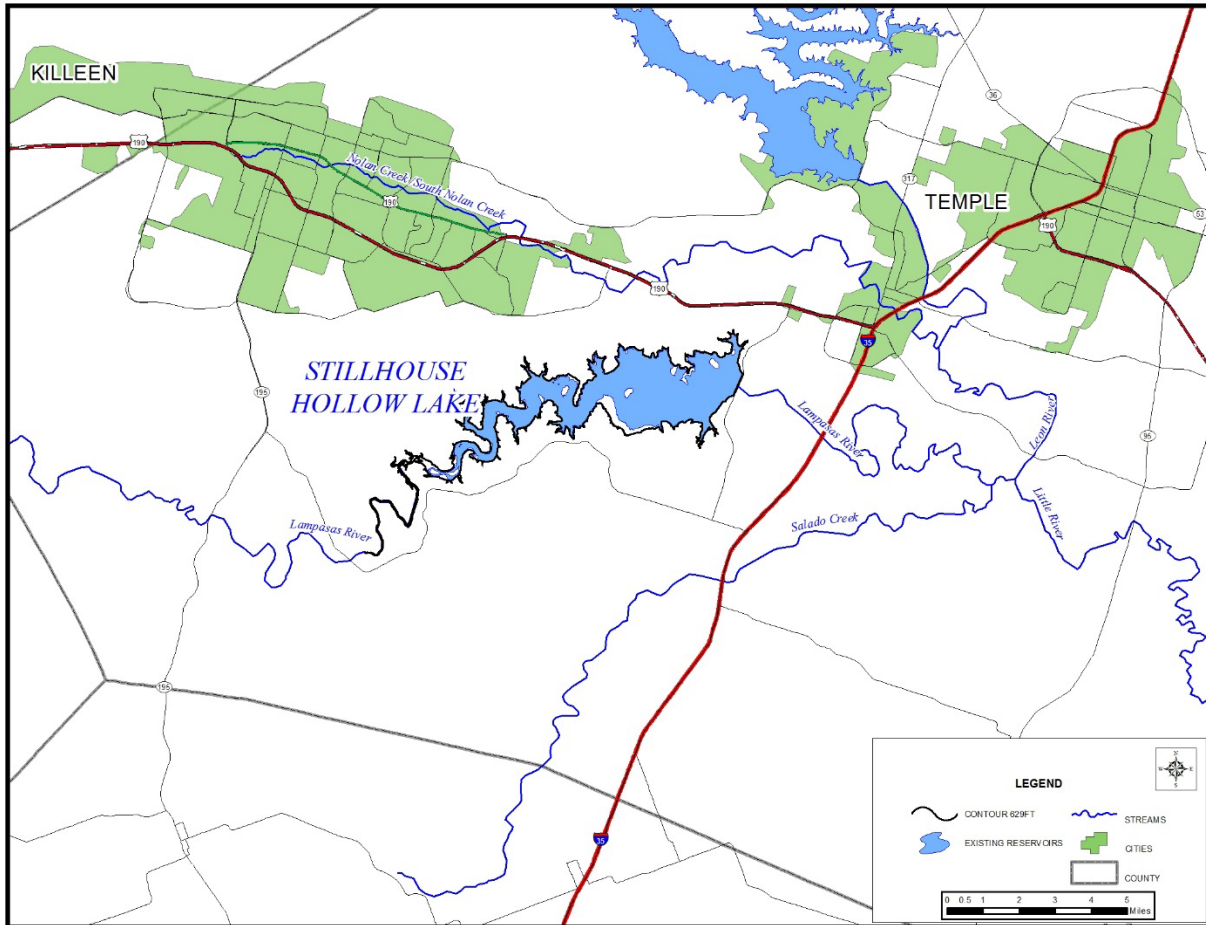 KILLEEN
36
190
Nolan Creek/South Nolan Creek
317
TEMPLE
190
53
190
190
35
STILLHOUSE
HOLLOW LAKE
195
Lampasas River
Leon River
95
Lampasas River
Salado Creek
Little River
195
35
LEGEND
N
W E
S
CONTOUR 629FT
STREAMS
EXISTING RESERVOIRS
CITIES
COUNTY
0 0.5 1 2 3 4 5
Miles